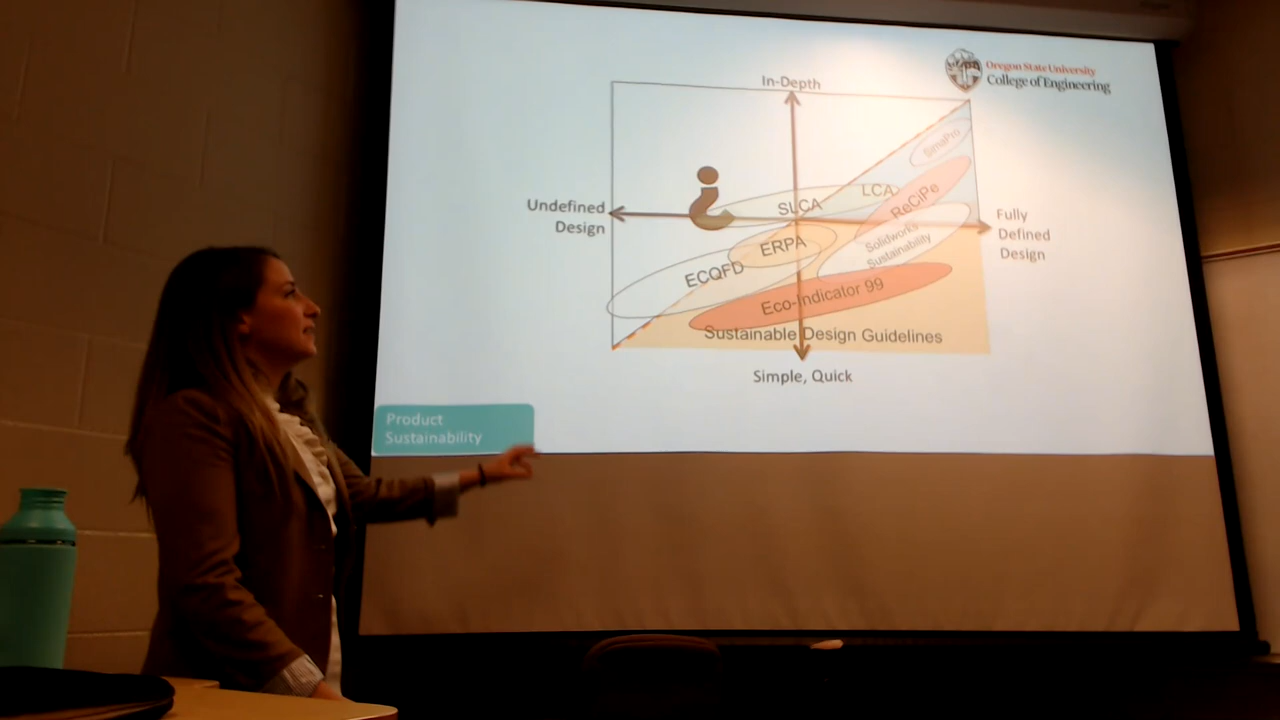 Oregon State University
College of Engineering
In-Depth
SimaPro
LCA
ReCiPe
SLCA
Undefined
Design
Fully
Defined
Design
Solidworks
Sustainability
ERPA
ECQFD
Eco-Indicator 99
Sustainable Design Guidelines
Simple, Quick
Product
Sustainability